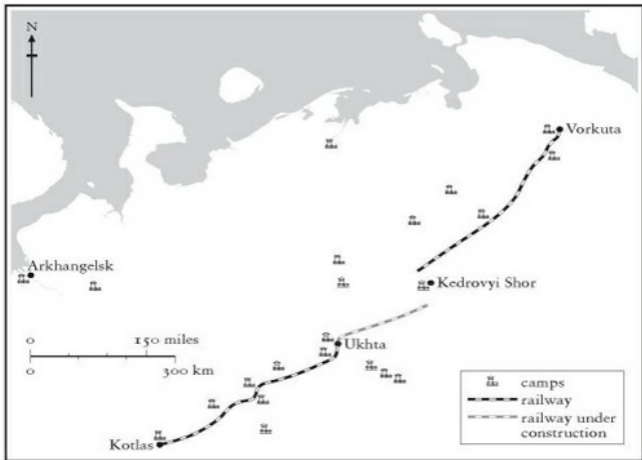 N
Vorkuta
Arkhangelsk
Kedrovyi Shor
0 150 miles
Ukhta
0 300 km
camps
railway
railway under
construction
Kotlas